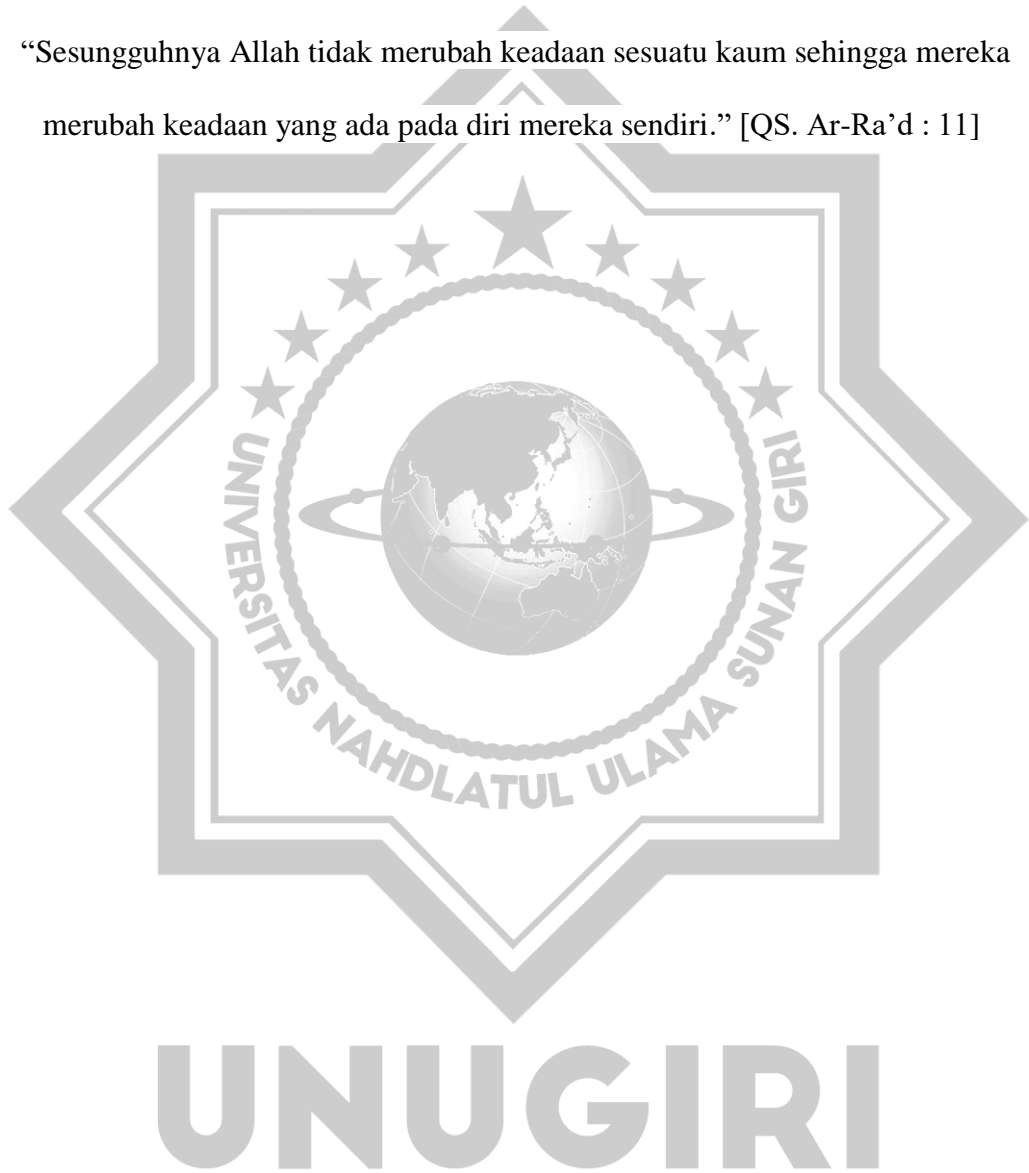 “Sesungguhnya Allah tidak merubah keadaan sesuatu kaum sehingga mereka
merubah keadaan yang ada pada diri mereka sendiri.” [QS. Ar-Ra’d : 11]
UNIVERSITAS NAHDLATUL ULAMA SUNAN GIRI
UNUGIRI